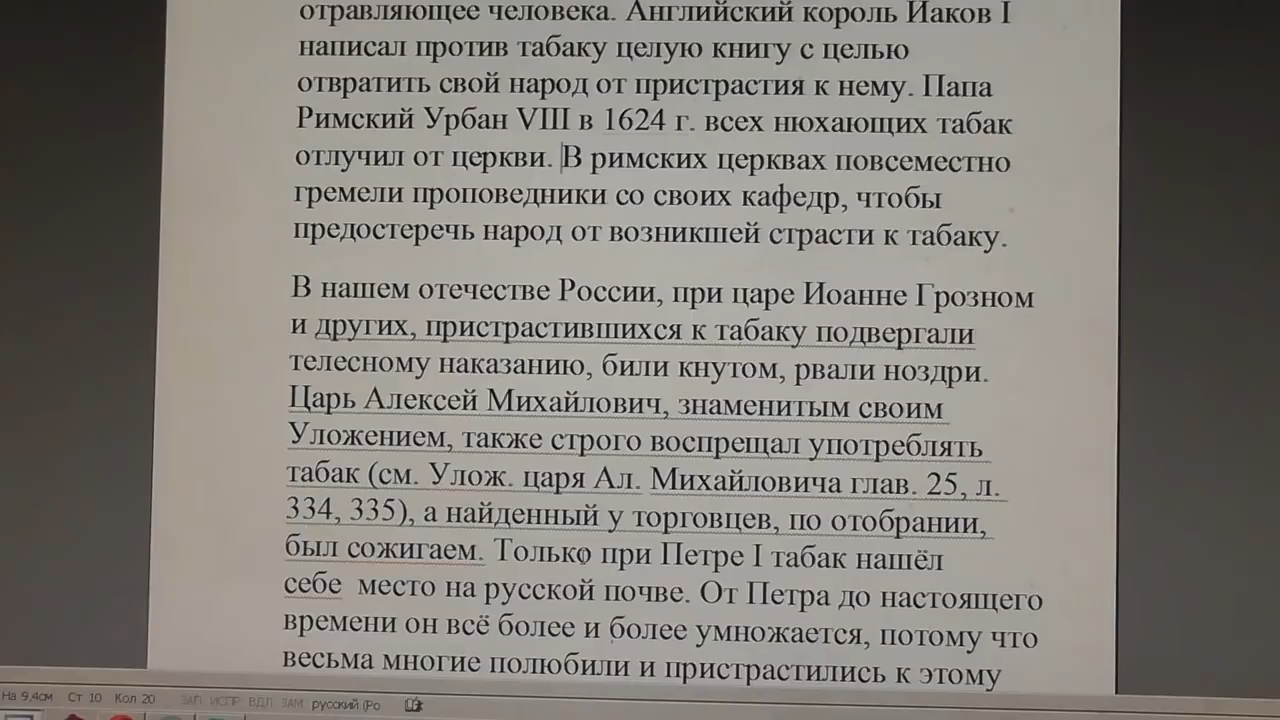 отравляющее человека. Английский король Иаков I
написал против табаку целую книгу с целью
отвратить свой народ от пристрастия к нему. Папа
Римский Урбан VIII в 1624 г. всех нюхающих табак
отлучил от церкви. В римских церквах повсеместно
гремели проповедники со своих кафедр, чтобы
предостеречь народ от возникшей страсти к табаку.
В нашем отечестве России, при царе Иоанне Грозном
и других, пристрастившихся к табаку подвергали
телесному наказанию, били кнутом, рвали ноздри.
Царь Алексей Михайлович, знаменитым своим
Уложением, также строго воспрещал употреблять
табак (см. Улож. царя Ал. Михайловича глав. 25, л.
334, 335), а найденный у торговцев, по отобрании,
был сожигаем. Только при Петре I табак нашёл
себе место на русской почве. От Петра до настоящего
времени он всё более и более умножается, потому что
весьма многие полюбили и пристрастились к этому
На 9,4см Ст 10 Кол 20 ЗАП ИСПР ВДЛ ЗАМ русский (Ро